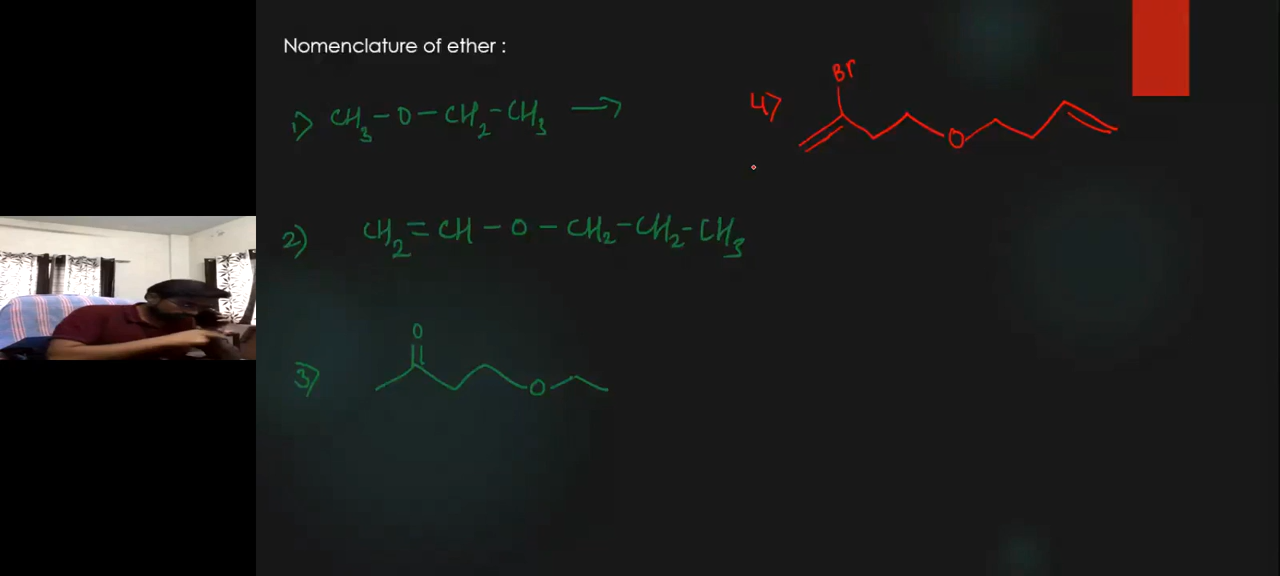 Nomenclature of ether :
1) CH3-O-CH2-CH3 →
2) CH2=CH-O-CH2-CH2-CH3
3) O
O
4) Br
O